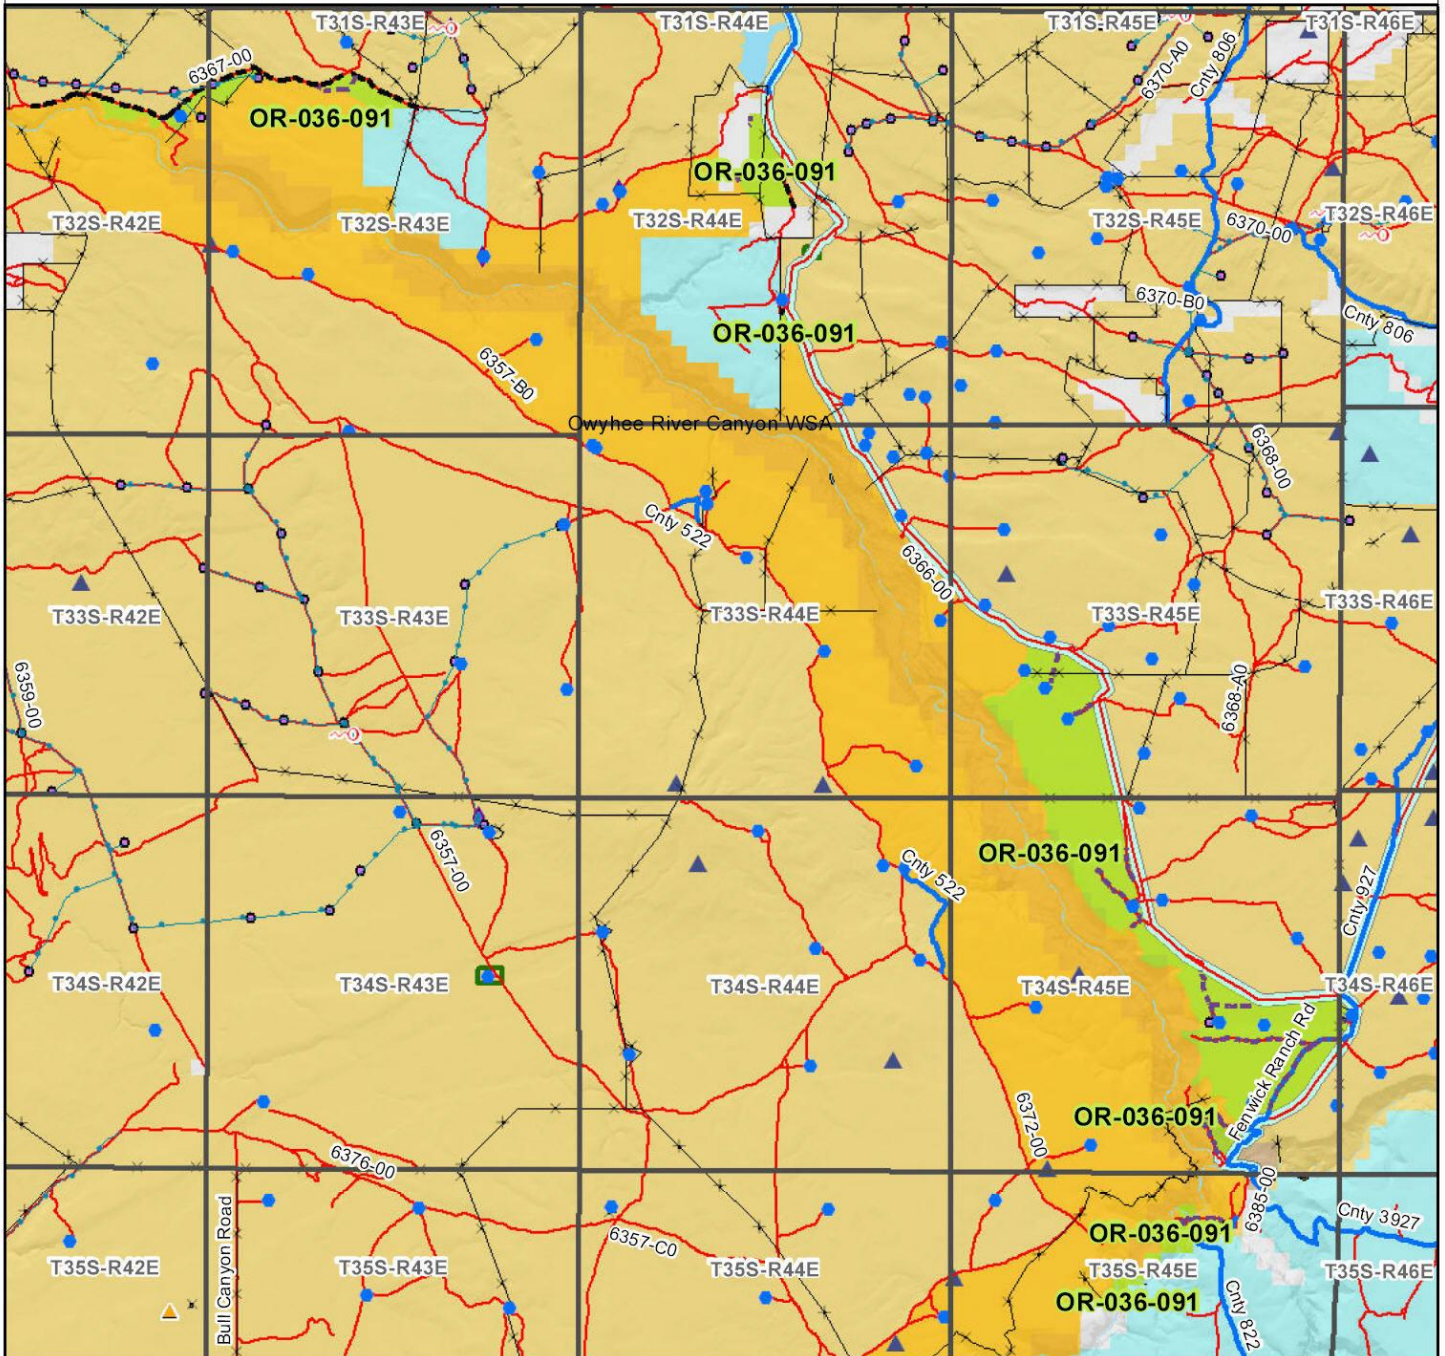 T31S-R43E
T31S-R44E
T31S-R45E
T31S-R46E
6367-00
6370-A0
Cnty 806
OR-036-091
OR-036-091
T32S-R42E
T32S-R43E
T32S-R44E
T32S-R45E
T32S-R46E
6370-00
6370-B0
Cnty 806
OR-036-091
6357-B0
Owyhee River Canyon WSA
6368-00
Cnty 522
6366-00
T33S-R42E
T33S-R43E
T33S-R44E
T33S-R45E
T33S-R46E
6359-00
6368-A0
OR-036-091
6357-00
Cnty 522
Cnty 927
T34S-R42E
T34S-R43E
T34S-R44E
T34S-R45E
T34S-R46E
Fenwick Ranch Rd
6372-00
OR-036-091
6376-00
Bull Canyon Road
6385-00
Cnty 3927
6357-C0
OR-036-091
T35S-R42E
T35S-R43E
T35S-R44E
T35S-R45E
T35S-R46E
OR-036-091
Cnty 822